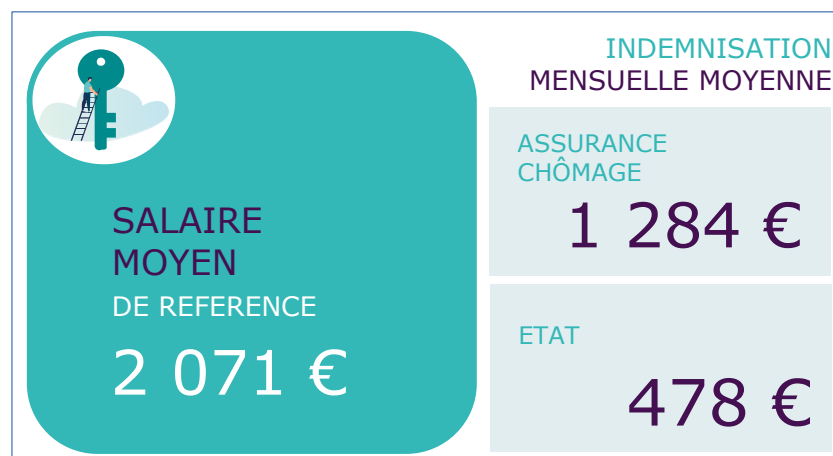 SALAIRE
MOYEN
DE REFERENCE
2 071 €
INDEMNISATION
MENSUELLE MOYENNE
ASSURANCE
CHÔMAGE
1 284 €
ETAT
478 €